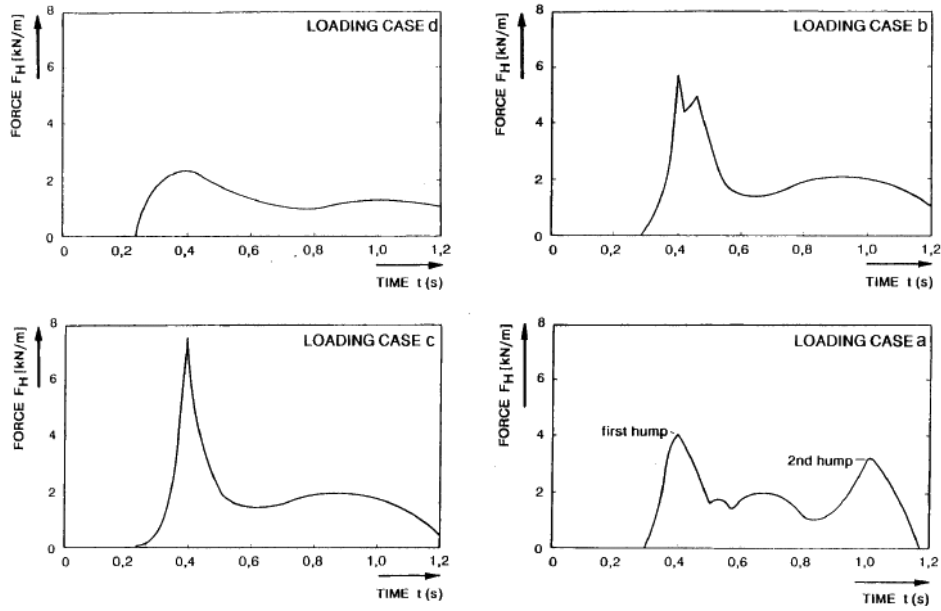 LOADING CASE d
FORCE F_H [kN/m]
8
6
4
2
0
0 0,2 0,4 0,6 0,8 1,0 1,2
TIME t (s)
LOADING CASE b
FORCE F_H [kN/m]
8
6
4
2
0
0 0,2 0,4 0,6 0,8 1,0 1,2
TIME t (s)
LOADING CASE c
FORCE F_H [kN/m]
8
6
4
2
0
0 0,2 0,4 0,6 0,8 1,0 1,2
TIME t (s)
LOADING CASE a
FORCE F_H [kN/m]
8
6
4
2
0
first hump
2nd hump
0 0,2 0,4 0,6 0,8 1,0 1,2
TIME t (s)